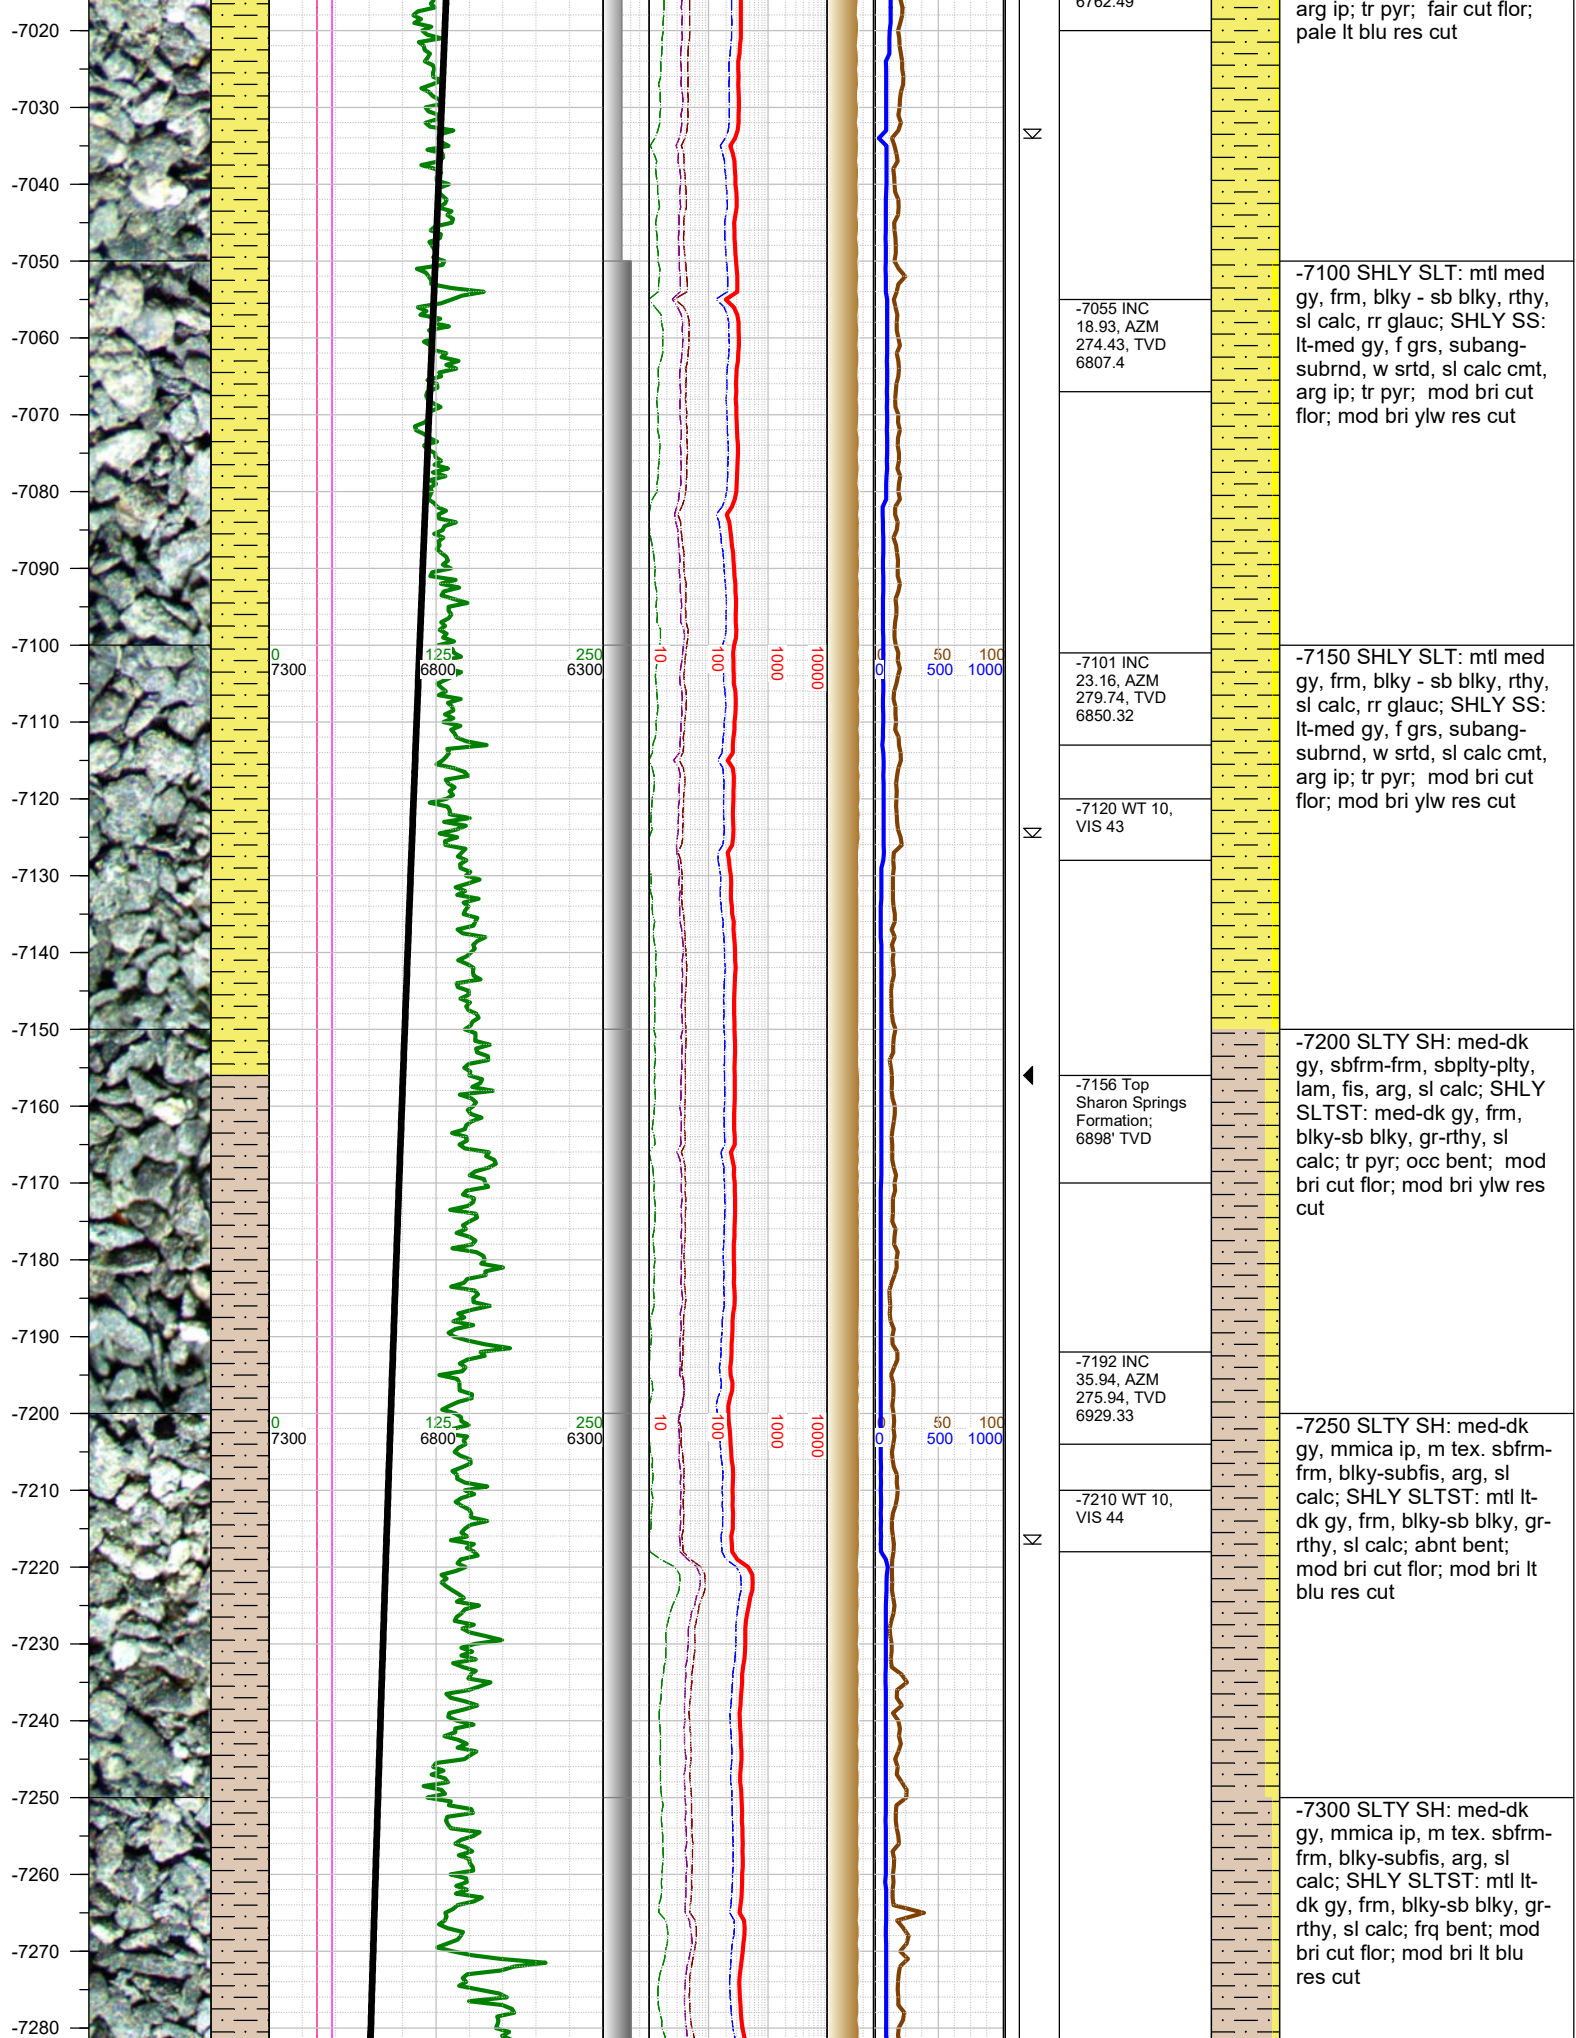 -7020
-7030
-7040
-7050
-7060
-7070
-7080
-7090
-7100
-7110
-7120
-7130
-7140
-7150
-7160
-7170
-7180
-7190
-7200
-7210
-7220
-7230
-7240
-7250
-7260
-7270
-7280
0 125 250
7300 6800 6300
10 100 1000 10000
0 50 100
0 500 1000
0 125 250
7300 6800 6300
10 100 1000 10000
0 50 100
0 500 1000
6762.49
-7055 INC
18.93, AZM
274.43, TVD
6807.4
-7101 INC
23.16, AZM
279.74, TVD
6850.32
-7120 WT 10,
VIS 43
-7156 Top
Sharon Springs
Formation;
6898' TVD
-7192 INC
35.94, AZM
275.94, TVD
6929.33
-7210 WT 10,
VIS 44
arg ip; tr pyr;  fair cut flor;
pale lt blu res cut
-7100 SHLY SLT: mtl med
gy, frm, blky - sb blky, rthy,
sl calc, rr glauc; SHLY SS:
lt-med gy, f grs, subang-
subrnd, w srtd, sl calc cmt,
arg ip; tr pyr;  mod bri cut
flor; mod bri ylw res cut
-7150 SHLY SLT: mtl med
gy, frm, blky - sb blky, rthy,
sl calc, rr glauc; SHLY SS:
lt-med gy, f grs, subang-
subrnd, w srtd, sl calc cmt,
arg ip; tr pyr;  mod bri cut
flor; mod bri ylw res cut
-7200 SLTY SH: med-dk
gy, sbfrm-frm, sbplty-plty,
lam, fis, arg, sl calc; SHLY
SLTST: med-dk gy, frm,
blky-sb blky, gr-rthy, sl
calc; tr pyr; occ bent;  mod
bri cut flor; mod bri ylw res
cut
-7250 SLTY SH: med-dk
gy, mmica ip, m tex. sbfrm-
frm, blky-subfis, arg, sl
calc; SHLY SLTST: mtl lt-
dk gy, frm, blky-sb blky, gr-
rthy, sl calc; abnt bent;
mod bri cut flor; mod bri lt
blu res cut
-7300 SLTY SH: med-dk
gy, mmica ip, m tex. sbfrm-
frm, blky-subfis, arg, sl
calc; SHLY SLTST: mtl lt-
dk gy, frm, blky-sb blky, gr-
rthy, sl calc; frq bent; mod
bri cut flor; mod bri lt blu
res cut